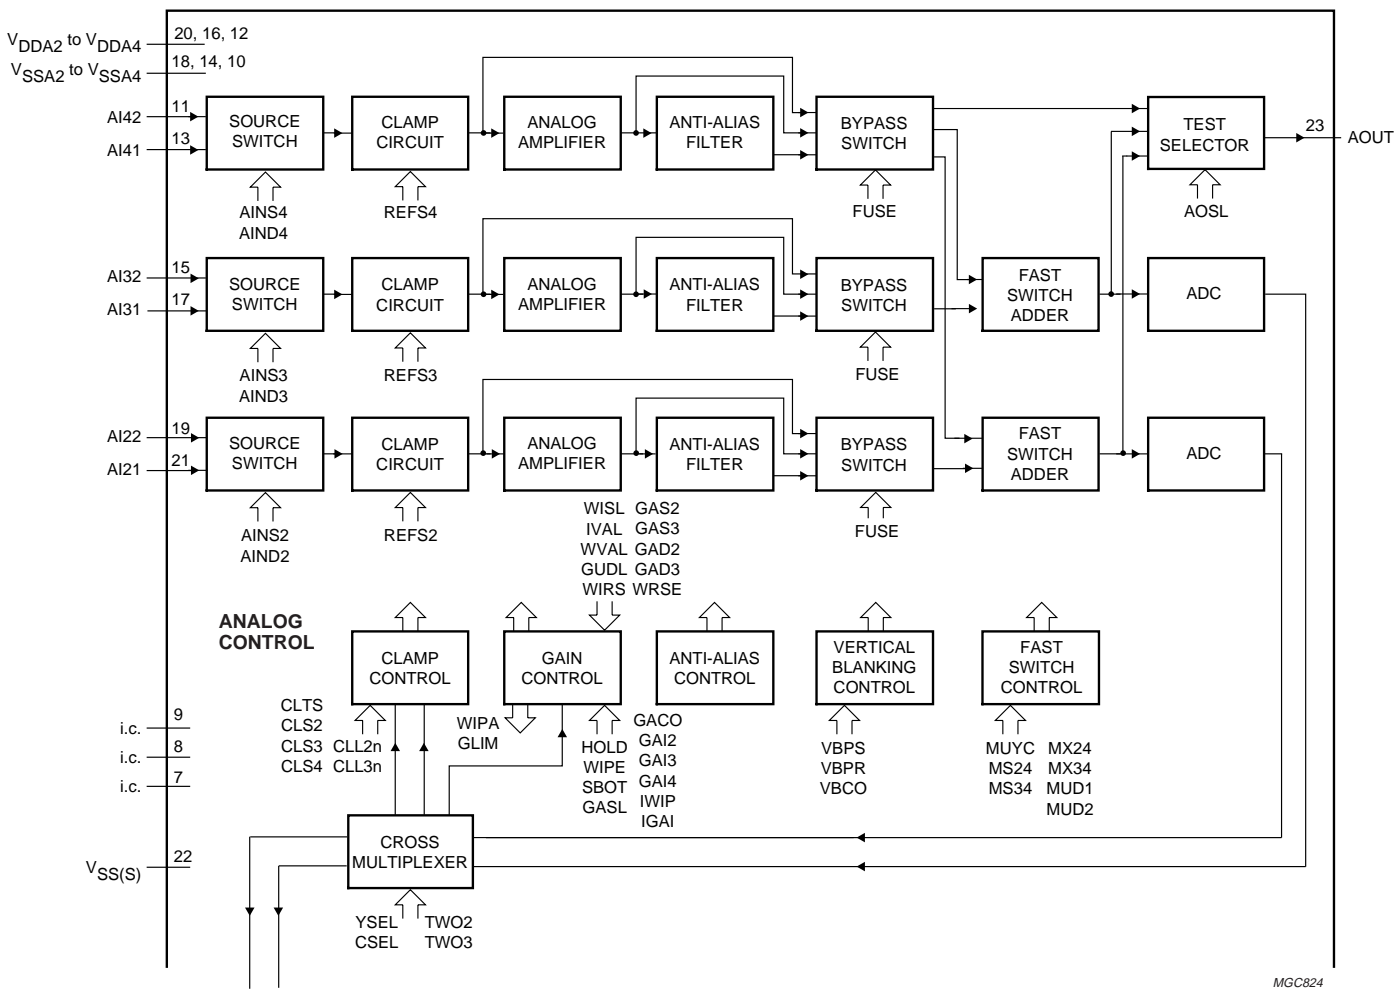 VDDA2 to VDDA4
20, 16, 12
VSSA2 to VSSA4
18, 14, 10
AI42
11
AI41
13
SOURCE
SWITCH
CLAMP
CIRCUIT
ANALOG
AMPLIFIER
ANTI-ALIAS
FILTER
BYPASS
SWITCH
TEST
SELECTOR
23
AOUT
AINS4
AIND4
REFS4
FUSE
AOSL
AI32
15
AI31
17
SOURCE
SWITCH
CLAMP
CIRCUIT
ANALOG
AMPLIFIER
ANTI-ALIAS
FILTER
BYPASS
SWITCH
FAST
SWITCH
ADDER
ADC
AINS3
AIND3
REFS3
FUSE
AI22
19
AI21
21
SOURCE
SWITCH
CLAMP
CIRCUIT
ANALOG
AMPLIFIER
ANTI-ALIAS
FILTER
BYPASS
SWITCH
FAST
SWITCH
ADDER
ADC
AINS2
AIND2
REFS2
WISL GAS2
IVAL GAS3
WVAL GAD2
GUDL GAD3
WIRS WRSE
FUSE
ANALOG
CONTROL
CLAMP
CONTROL
GAIN
CONTROL
ANTI-ALIAS
CONTROL
VERTICAL
BLANKING
CONTROL
FAST
SWITCH
CONTROL
CLTS
CLS2
CLS3 CLL2n
CLS4 CLL3n
WIPA
GLIM
HOLD
WIPE
SBOT
GASL
GACO
GAI2
GAI3
GAI4
IWIP
IGAI
VBPS
VBPR
VBCO
MUYC
MS24
MS34
MX24
MX34
MUD1
MUD2
i.c.
9
i.c.
8
i.c.
7
VSS(S)
22
CROSS
MULTIPLEXER
YSEL TWO2
CSEL TWO3
MGC824